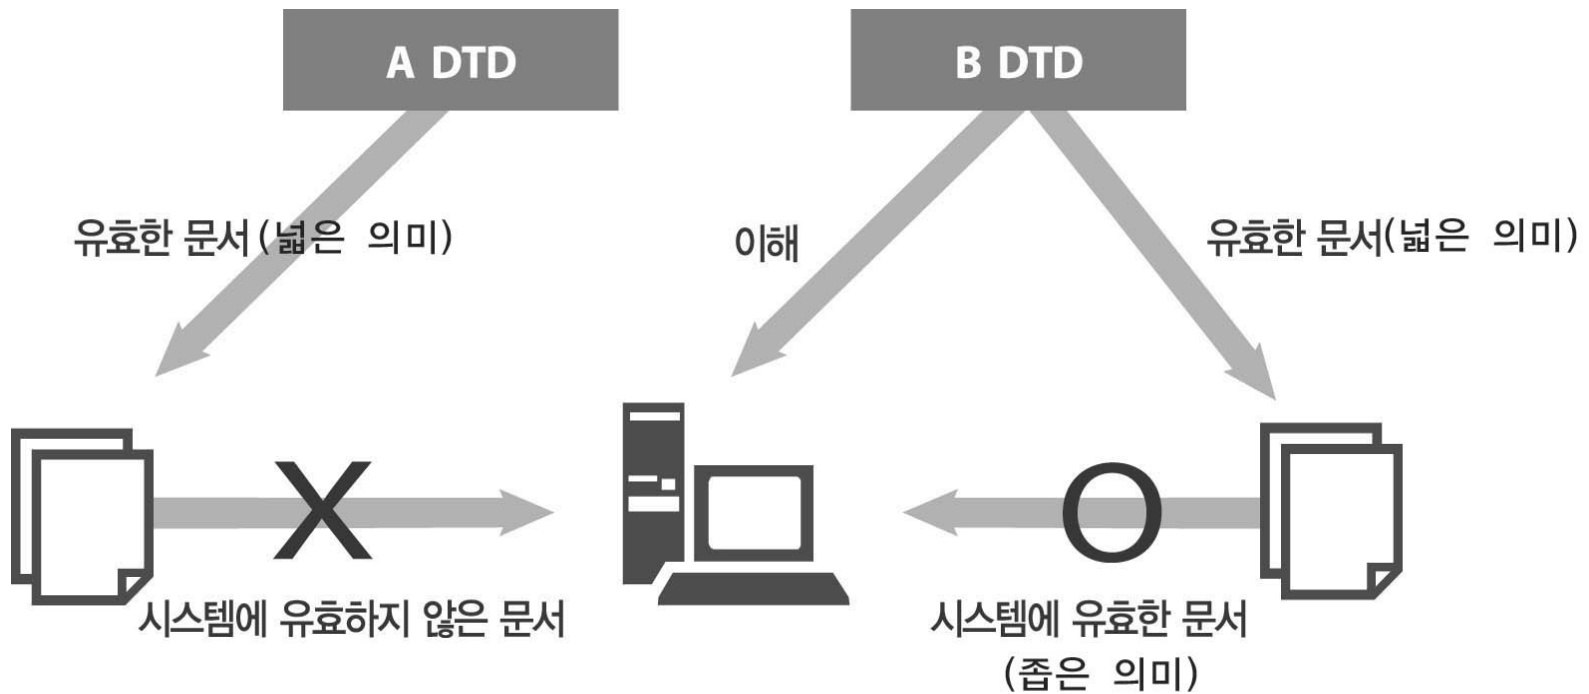 A DTD
B DTD
유효한 문서(넓은 의미)
이해
유효한 문서(넓은 의미)
X
O
시스템에 유효하지 않은 문서
시스템에 유효한 문서
(좁은 의미)